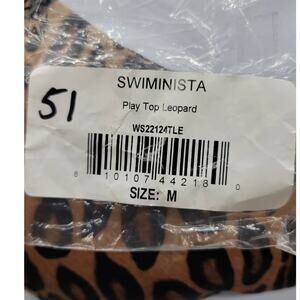 SWIMINISTA
51
Play Top Leopard
WS22124TLE
8 10107 44218 0
SIZE: M